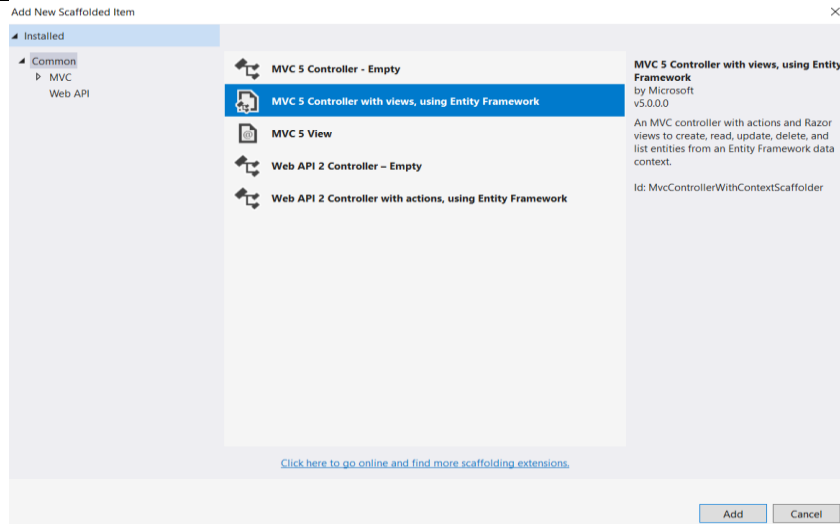 Add New Scaffolded Item
Installed
Common
MVC
Web API
MVC 5 Controller - Empty
MVC 5 Controller with views, using Entity Framework
MVC 5 View
Web API 2 Controller – Empty
Web API 2 Controller with actions, using Entity Framework
Click here to go online and find more scaffolding extensions.
MVC 5 Controller with views, using Entity
Framework
by Microsoft
v5.0.0.0
An MVC controller with actions and Razor
views to create, read, update, delete, and
list entities from an Entity Framework data
context.
Id: MvcControllerWithContextScaffolder
Add
Cancel